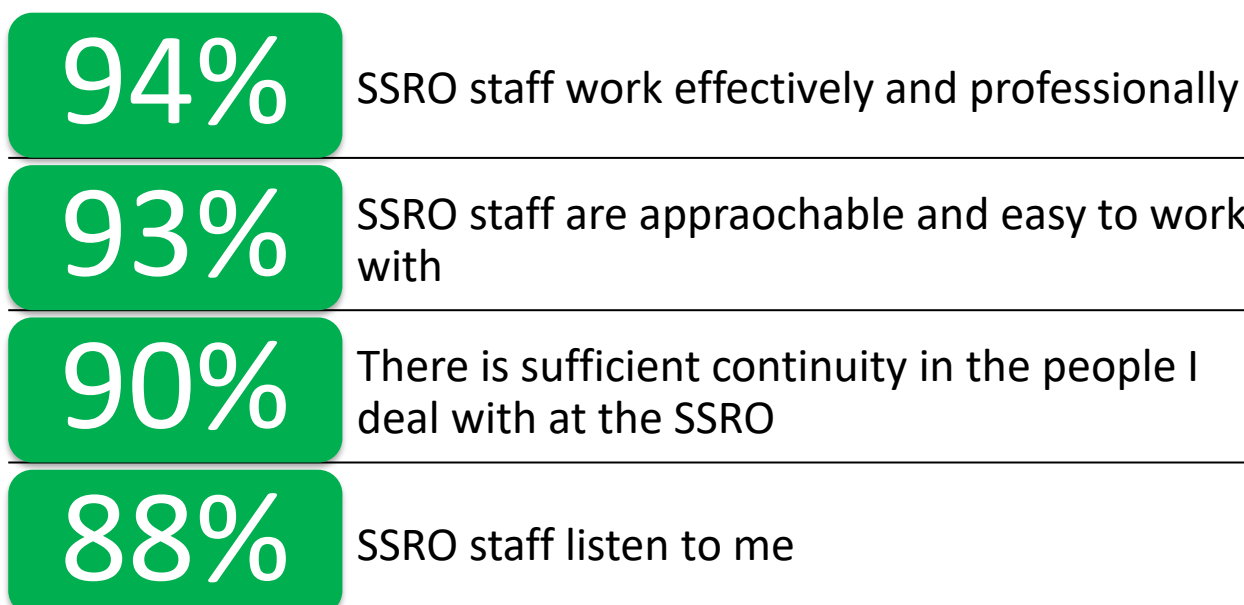 94%
SSRO staff work effectively and professionally
93%
SSRO staff are appraochable and easy to work
with
90%
There is sufficient continuity in the people I
deal with at the SSRO
88%
SSRO staff listen to me